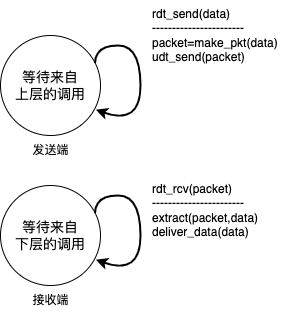 rdt_send(data)
-----------------------
packet=make_pkt(data)
udt_send(packet)
等待来自
上层的调用
发送端
rdt_rcv(packet)
-----------------------
extract(packet,data)
deliver_data(data)
等待来自
下层的调用
接收端